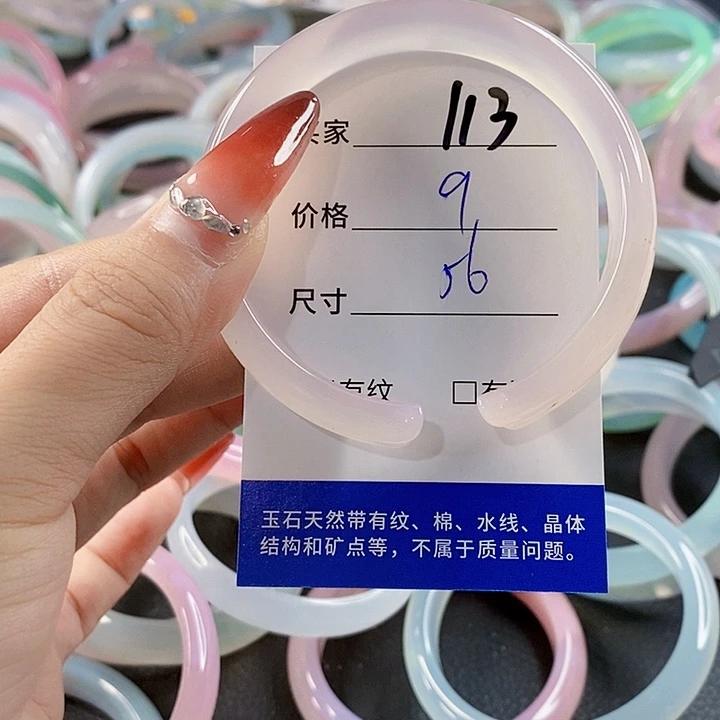 家 113
价格 9
尺寸 56
有纹 □有
玉石天然带有纹、棉、水线、晶体
结构和矿点等，不属于质量问题。